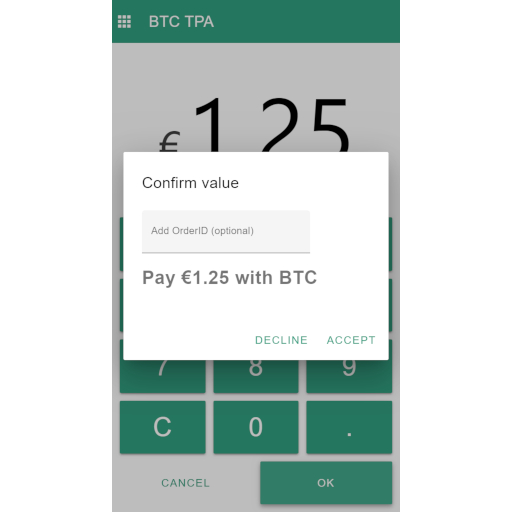 BTC TPA
€1.25
Confirm value
Add OrderID (optional)
Pay €1.25 with BTC
DECLINE ACCEPT
7 8 9
C 0 .
CANCEL OK